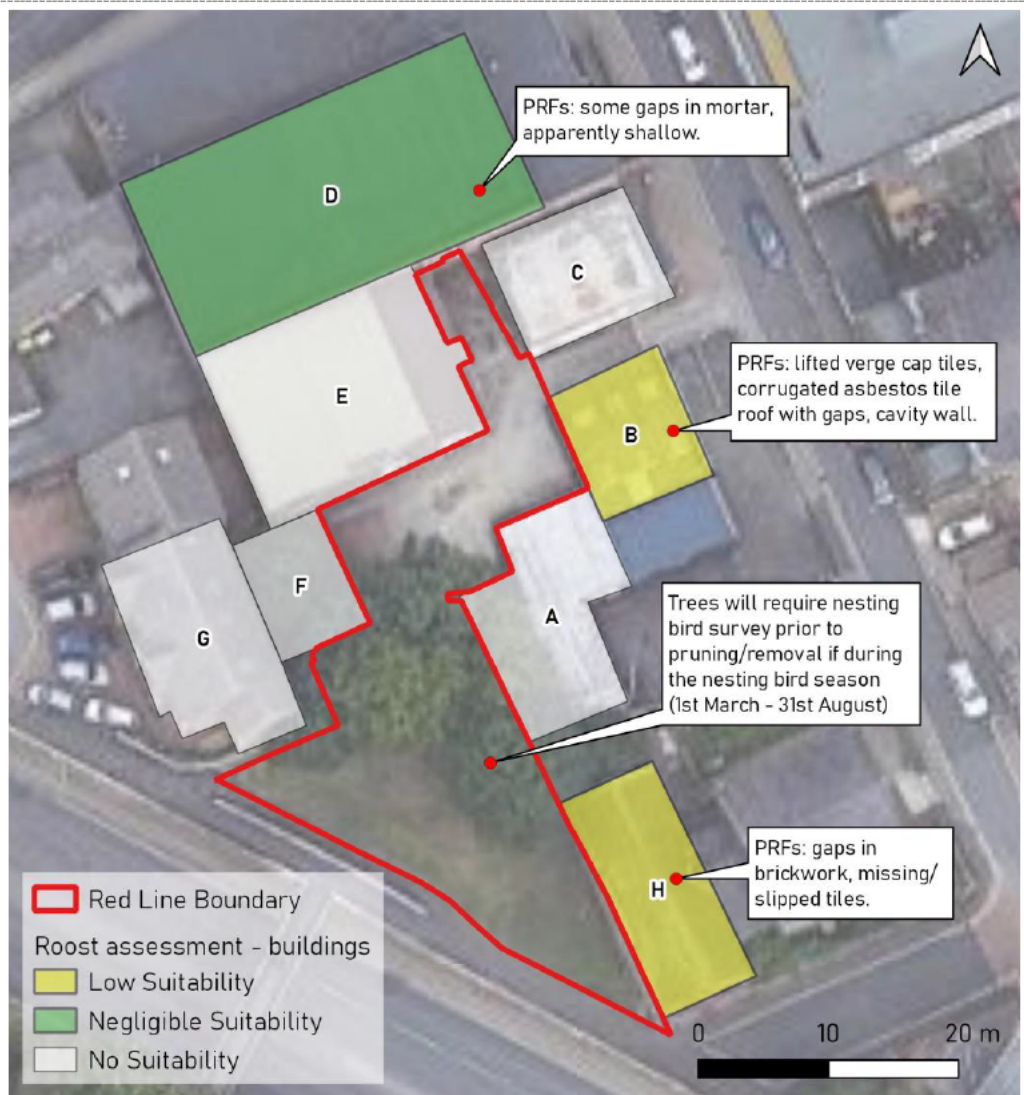 PRFs: some gaps in mortar,
apparently shallow.
D
C
E
PRFs: lifted verge cap tiles,
corrugated asbestos tile
roof with gaps, cavity wall.
B
F
G
A
Trees will require nesting
bird survey prior to
pruning/removal if during
the nesting bird season
(1st March - 31st August)
PRFs: gaps in
brickwork, missing/
slipped tiles.
H
Red Line Boundary
Roost assessment - buildings
Low Suitability
Negligible Suitability
No Suitability
0 10 20 m